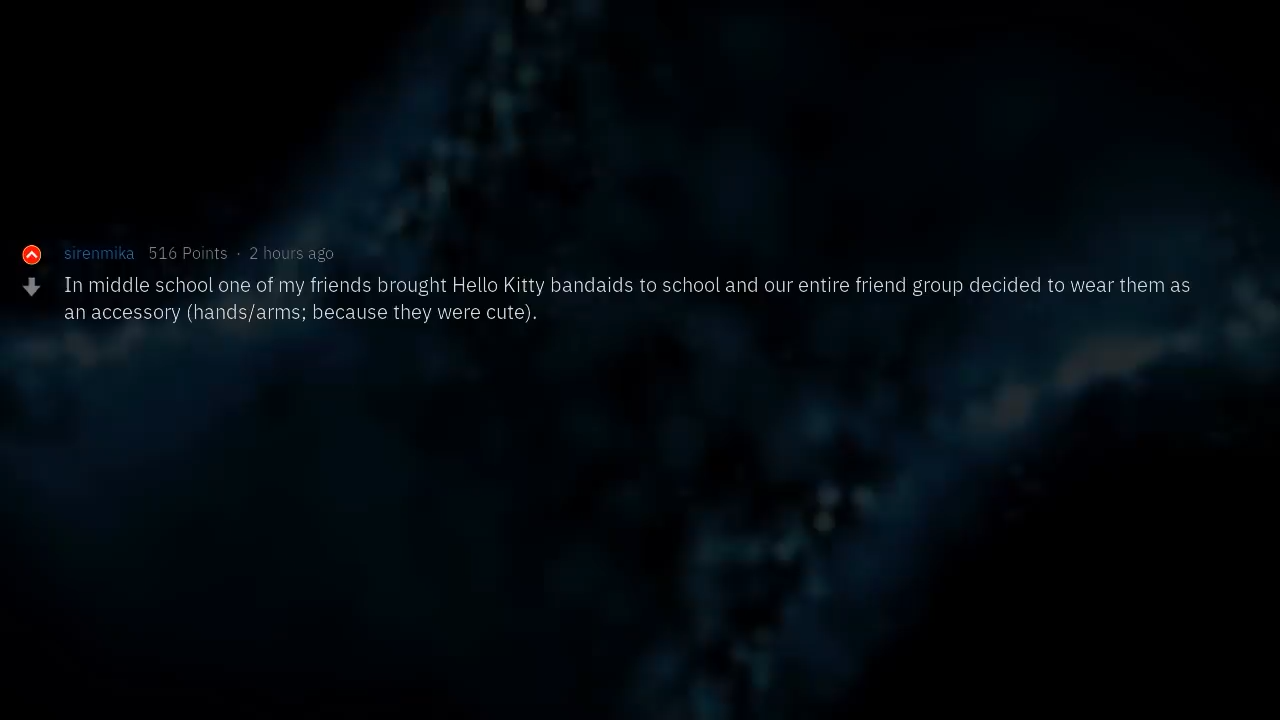 sirenmika 516 Points · 2 hours ago
In middle school one of my friends brought Hello Kitty bandaids to school and our entire friend group decided to wear them as
an accessory (hands/arms; because they were cute).